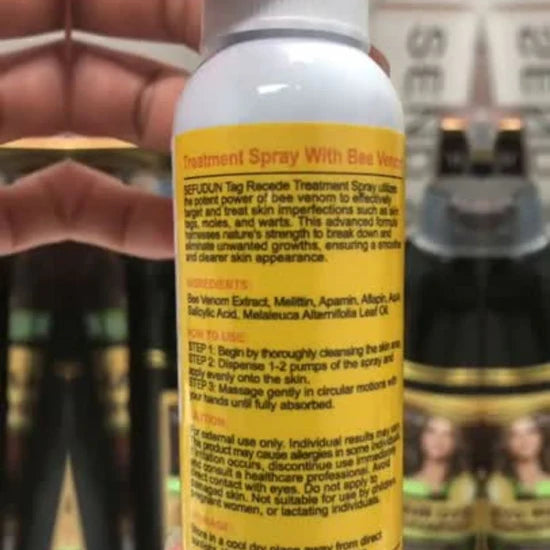 Treatment Spray With Bee Venom
SEFUDUN Tag Recede Treatment Spray utilizes
the potent power of bee venom to effectively
target and treat skin imperfections such as skin
tags, moles, and warts. This advanced formula
harnesses nature's strength to break down and
eliminate unwanted growths, ensuring a smoother
and clearer skin appearance.
INGREDIENTS:
Bee Venom Extract, Melittin, Apamin, Aflapin,
Salicylic Acid, Melaleuca Alternifolia Leaf Oil.
HOW TO USE:
STEP 1: Begin by thoroughly cleansing the skin area.
STEP 2: Dispense 1-2 pumps of the spray and
apply evenly onto the skin.
STEP 3: Massage gently in circular motions with
your hands until fully absorbed.
CAUTION:
For external use only. Individual results may vary.
The product may cause allergies in some individuals.
If irritation occurs, discontinue use immediately
and consult a healthcare professional. Avoid
direct contact with eyes. Do not apply to
damaged skin. Not suitable for use by children,
pregnant women, or lactating individuals.
Store in a cool dry place away from direct
SEND